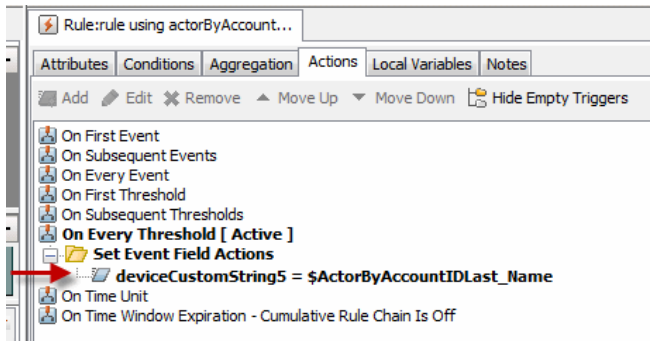 Rule:rule using actorByAccount...
Attributes Conditions Aggregation Actions Local Variables Notes
Add Edit Remove Move Up Move Down Hide Empty Triggers
On First Event
On Subsequent Events
On Every Event
On First Threshold
On Subsequent Thresholds
On Every Threshold [ Active ]
Set Event Field Actions
deviceCustomString5 = $ActorByAccountIDLast_Name
On Time Unit
On Time Window Expiration - Cumulative Rule Chain Is Off